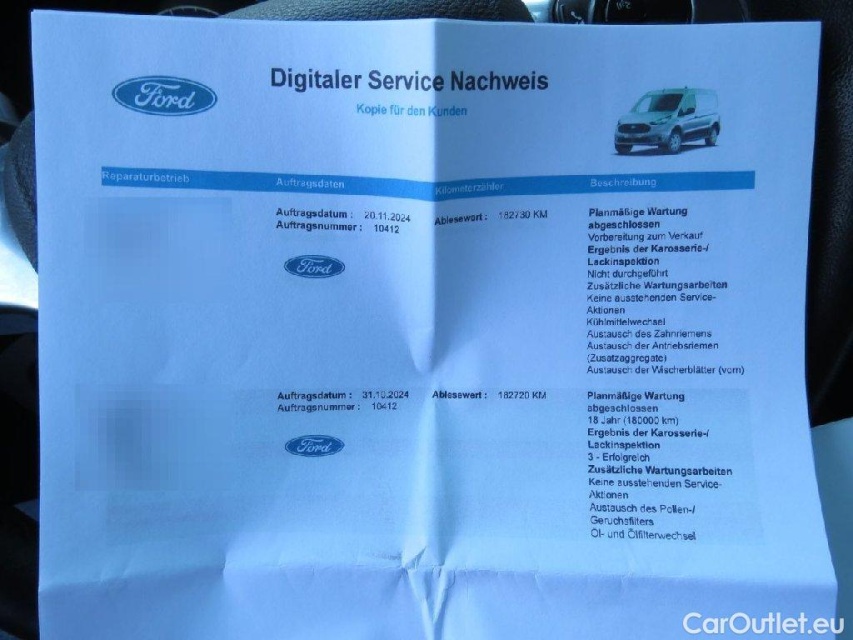 Ford
Digitaler Service Nachweis
Kopie für den Kunden
Reparaturbetrieb Auftragsdaten Kilometerzähler Beschreibung
Auftragsdatum : 20.11.2024 Ablesewert : 182730 KM Planmäßige Wartung
Auftragsnummer : 10412 abgeschlossen
Vorbereitung zum Verkauf
Ergebnis der Karosserie-/
Lackinspektion
Ford
Nicht durchgeführt
Zusätzliche Wartungsarbeiten
Keine ausstehenden Service-
Aktionen
Kühlmittelwechsel
Austausch des Zahnriemens
Austausch der Antriebsriemen
(Zusatzaggregate)
Austausch der Wischerblätter (vorn)
Auftragsdatum : 31.10.2024 Ablesewert : 182720 KM Planmäßige Wartung
Auftragsnummer : 10412 abgeschlossen
18 Jahr (180000 km)
Ergebnis der Karosserie-/
Lackinspektion
Ford
3 - Erfolgreich
Zusätzliche Wartungsarbeiten
Keine ausstehenden Service-
Aktionen
Austausch des Pollen-/
Geruchsfilters
Öl- und Ölfilterwechsel
CarOutlet.eu